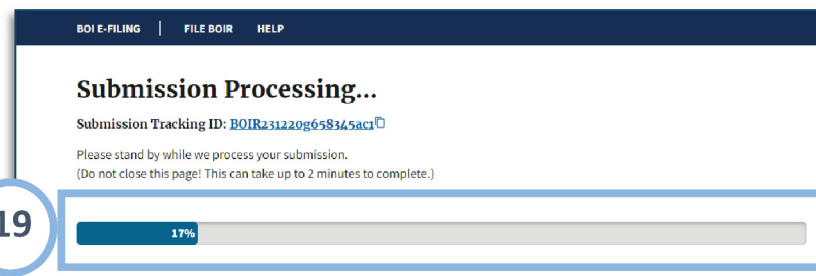 BOI E-FILING | FILE BOIR HELP
Submission Processing...
Submission Tracking ID: BOIR231220g658345ac1
Please stand by while we process your submission.
(Do not close this page! This can take up to 2 minutes to complete.)
19
17%